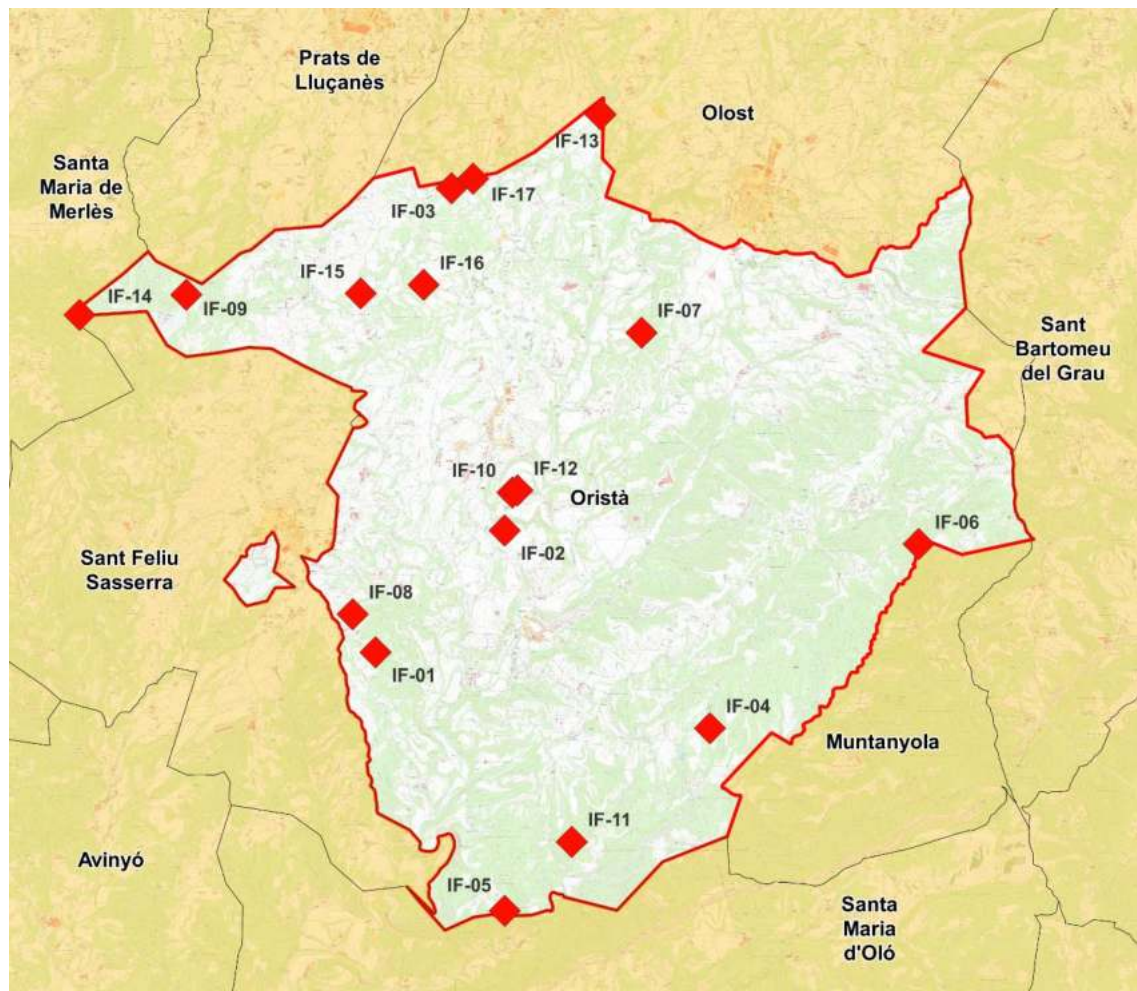 Prats de
Lluçanès
Olost
IF-13
Santa
Maria de
Merlès
IF-17
IF-03
IF-16
IF-15
IF-14
IF-09
IF-07
Sant
Bartomeu
del Grau
IF-10
IF-12
Oristà
IF-02
IF-06
Sant Feliu
Sasserra
IF-08
IF-01
IF-04
Muntanyola
IF-11
Avinyó
IF-05
Santa
Maria
d'Oló